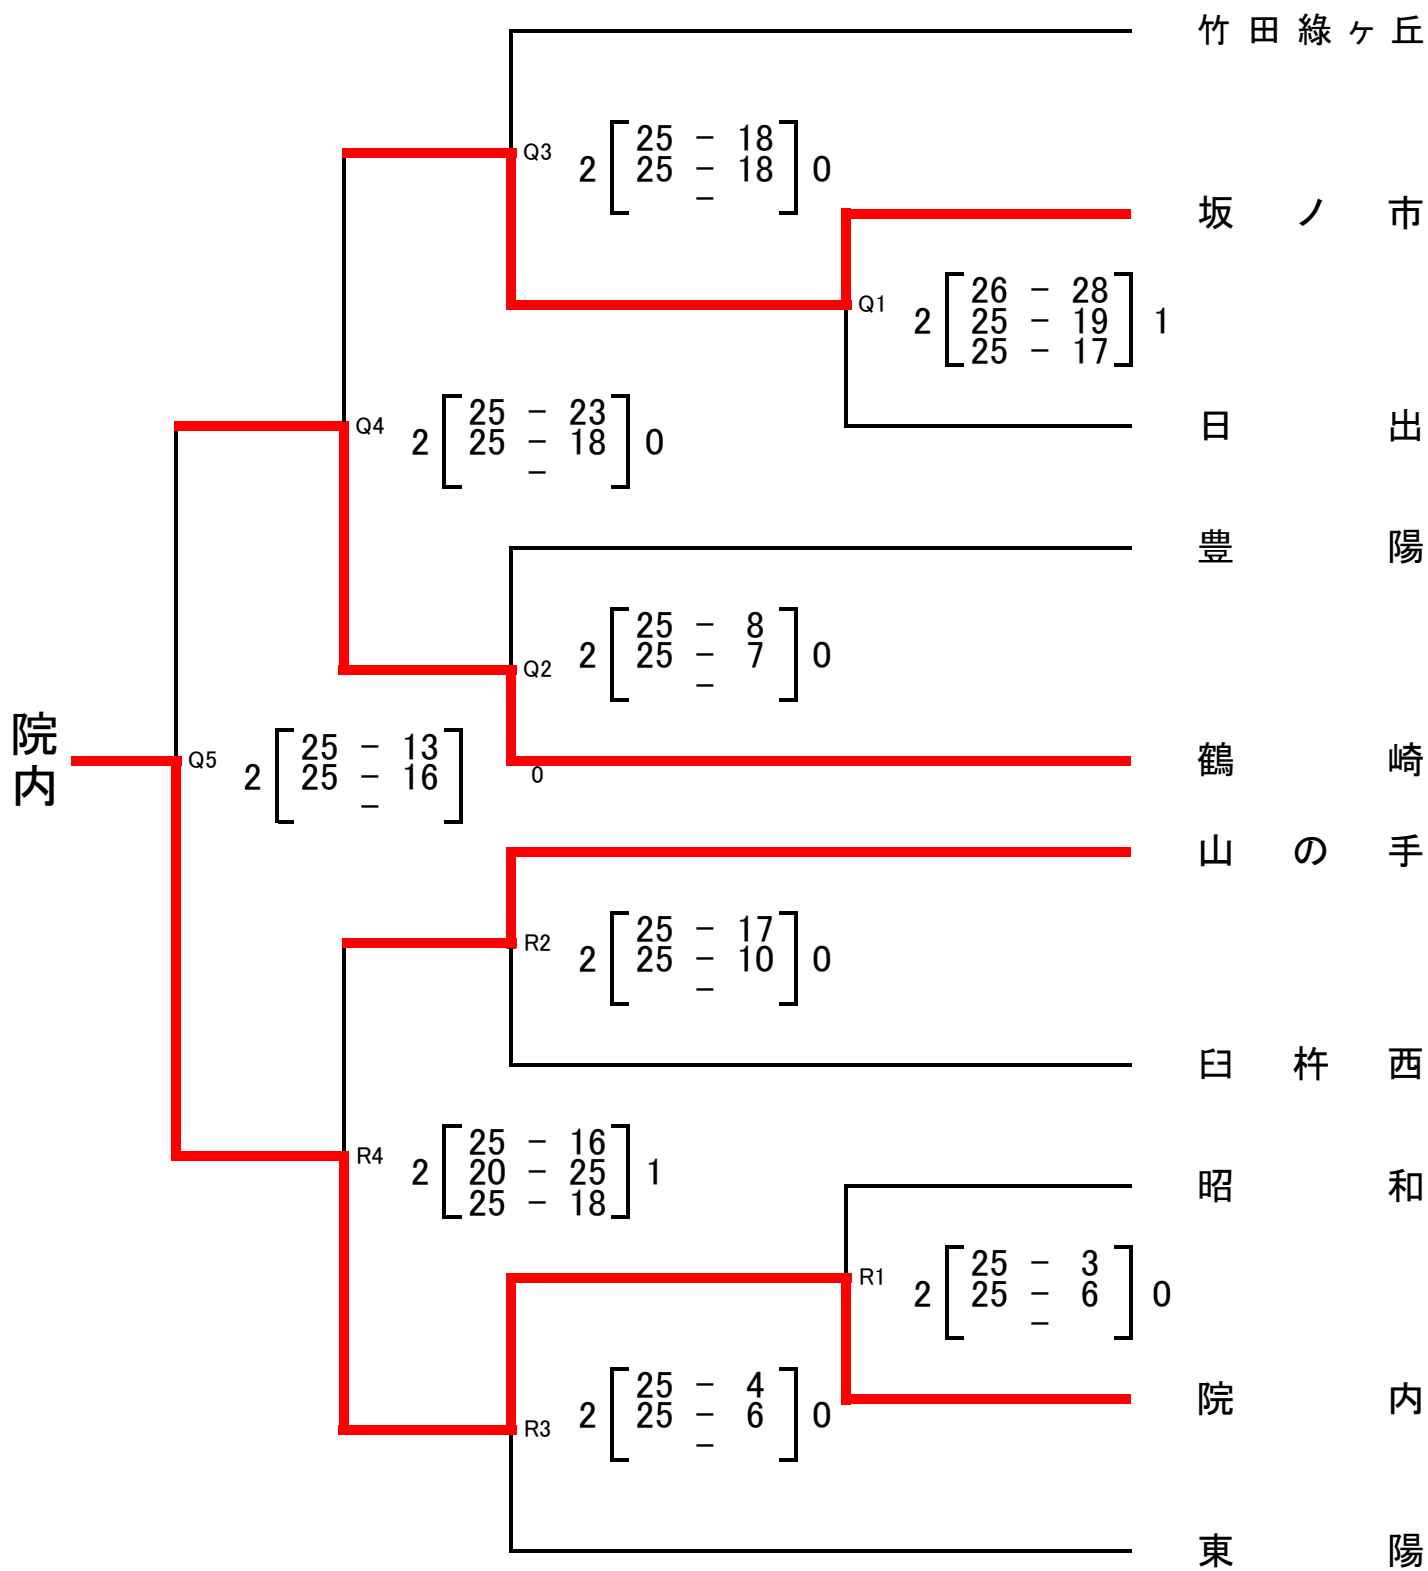 竹田綠ヶ丘
Q3
2 25 - 18 0
25 - 18
-
坂ノ市
Q1
2 26 - 28 1
25 - 19
25 - 17
日出
Q4
2 25 - 23 0
25 - 18
-
豊陽
Q2
2 25 - 8 0
25 - 7
-
院内
Q5
2 25 - 13 0
25 - 16
-
鶴崎
山の手
R2
2 25 - 17 0
25 - 10
-
臼杵西
R4
2 25 - 16 1
20 - 25
25 - 18
昭和
R1
2 25 - 3 0
25 - 6
-
院内
R3
2 25 - 4 0
25 - 6
-
東陽